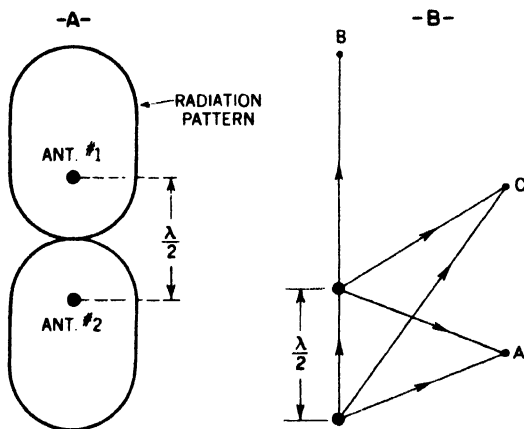 -A-
RADIATION
PATTERN
ANT. #1
λ/2
ANT. #2
-B-
B
C
λ/2
A